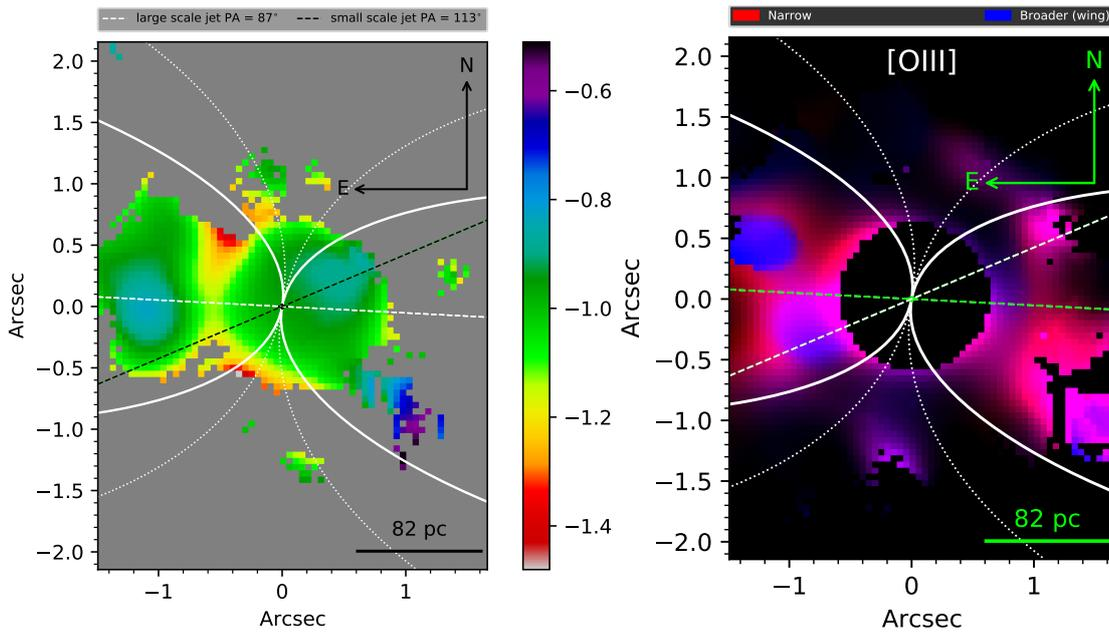 large scale jet PA = 87° small scale jet PA = 113°
2.0
1.5
1.0
0.5
0.0
−0.5
−1.0
−1.5
−2.0
Arcsec
N
E
82 pc
−1 0 1
Arcsec
−0.6
−0.8
−1.0
−1.2
−1.4
Narrow Broader (wing)
[OIII]
2.0
1.5
1.0
0.5
0.0
−0.5
−1.0
−1.5
−2.0
Arcsec
N
E
82 pc
−1 0 1
Arcsec